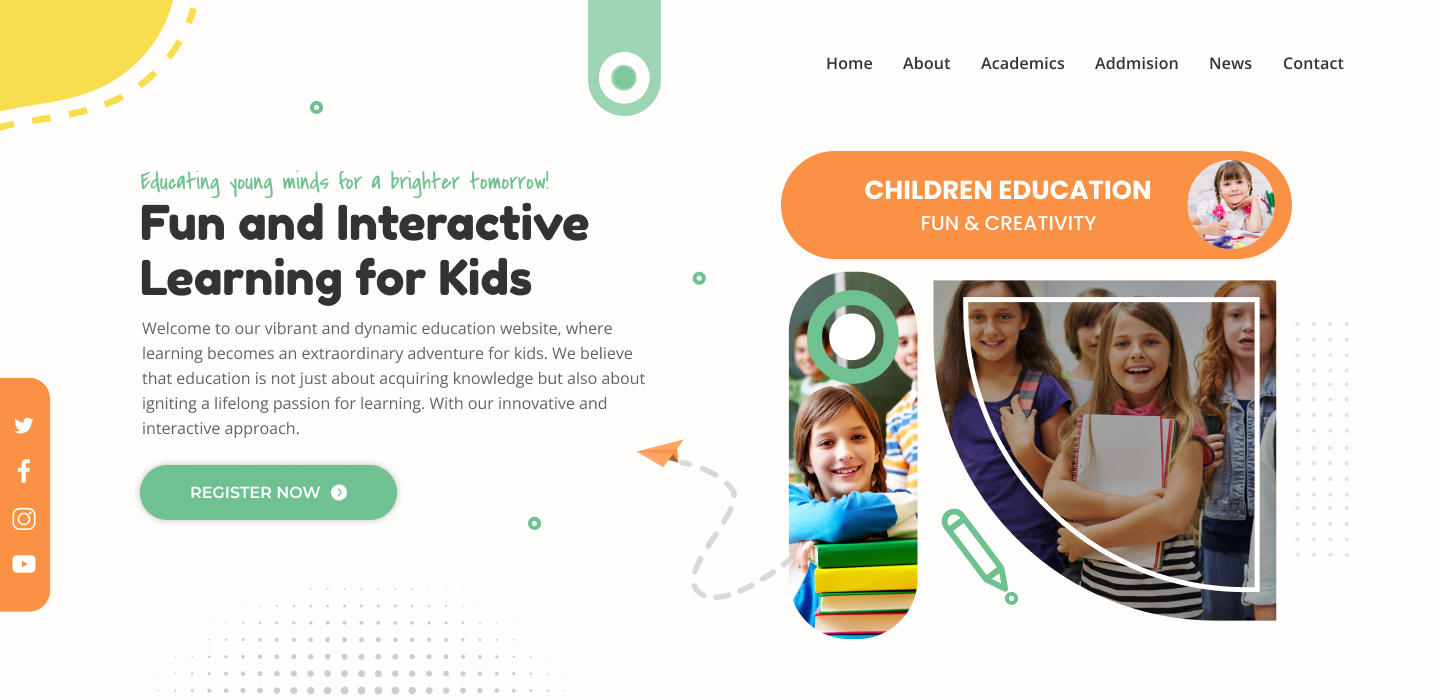 Home About Academics Addmision News Contact
Educating young minds for a brighter tomorrow!
Fun and Interactive
Learning for Kids
Welcome to our vibrant and dynamic education website, where
learning becomes an extraordinary adventure for kids. We believe
that education is not just about acquiring knowledge but also about
igniting a lifelong passion for learning. With our innovative and
interactive approach.
REGISTER NOW
CHILDREN EDUCATION
FUN & CREATIVITY